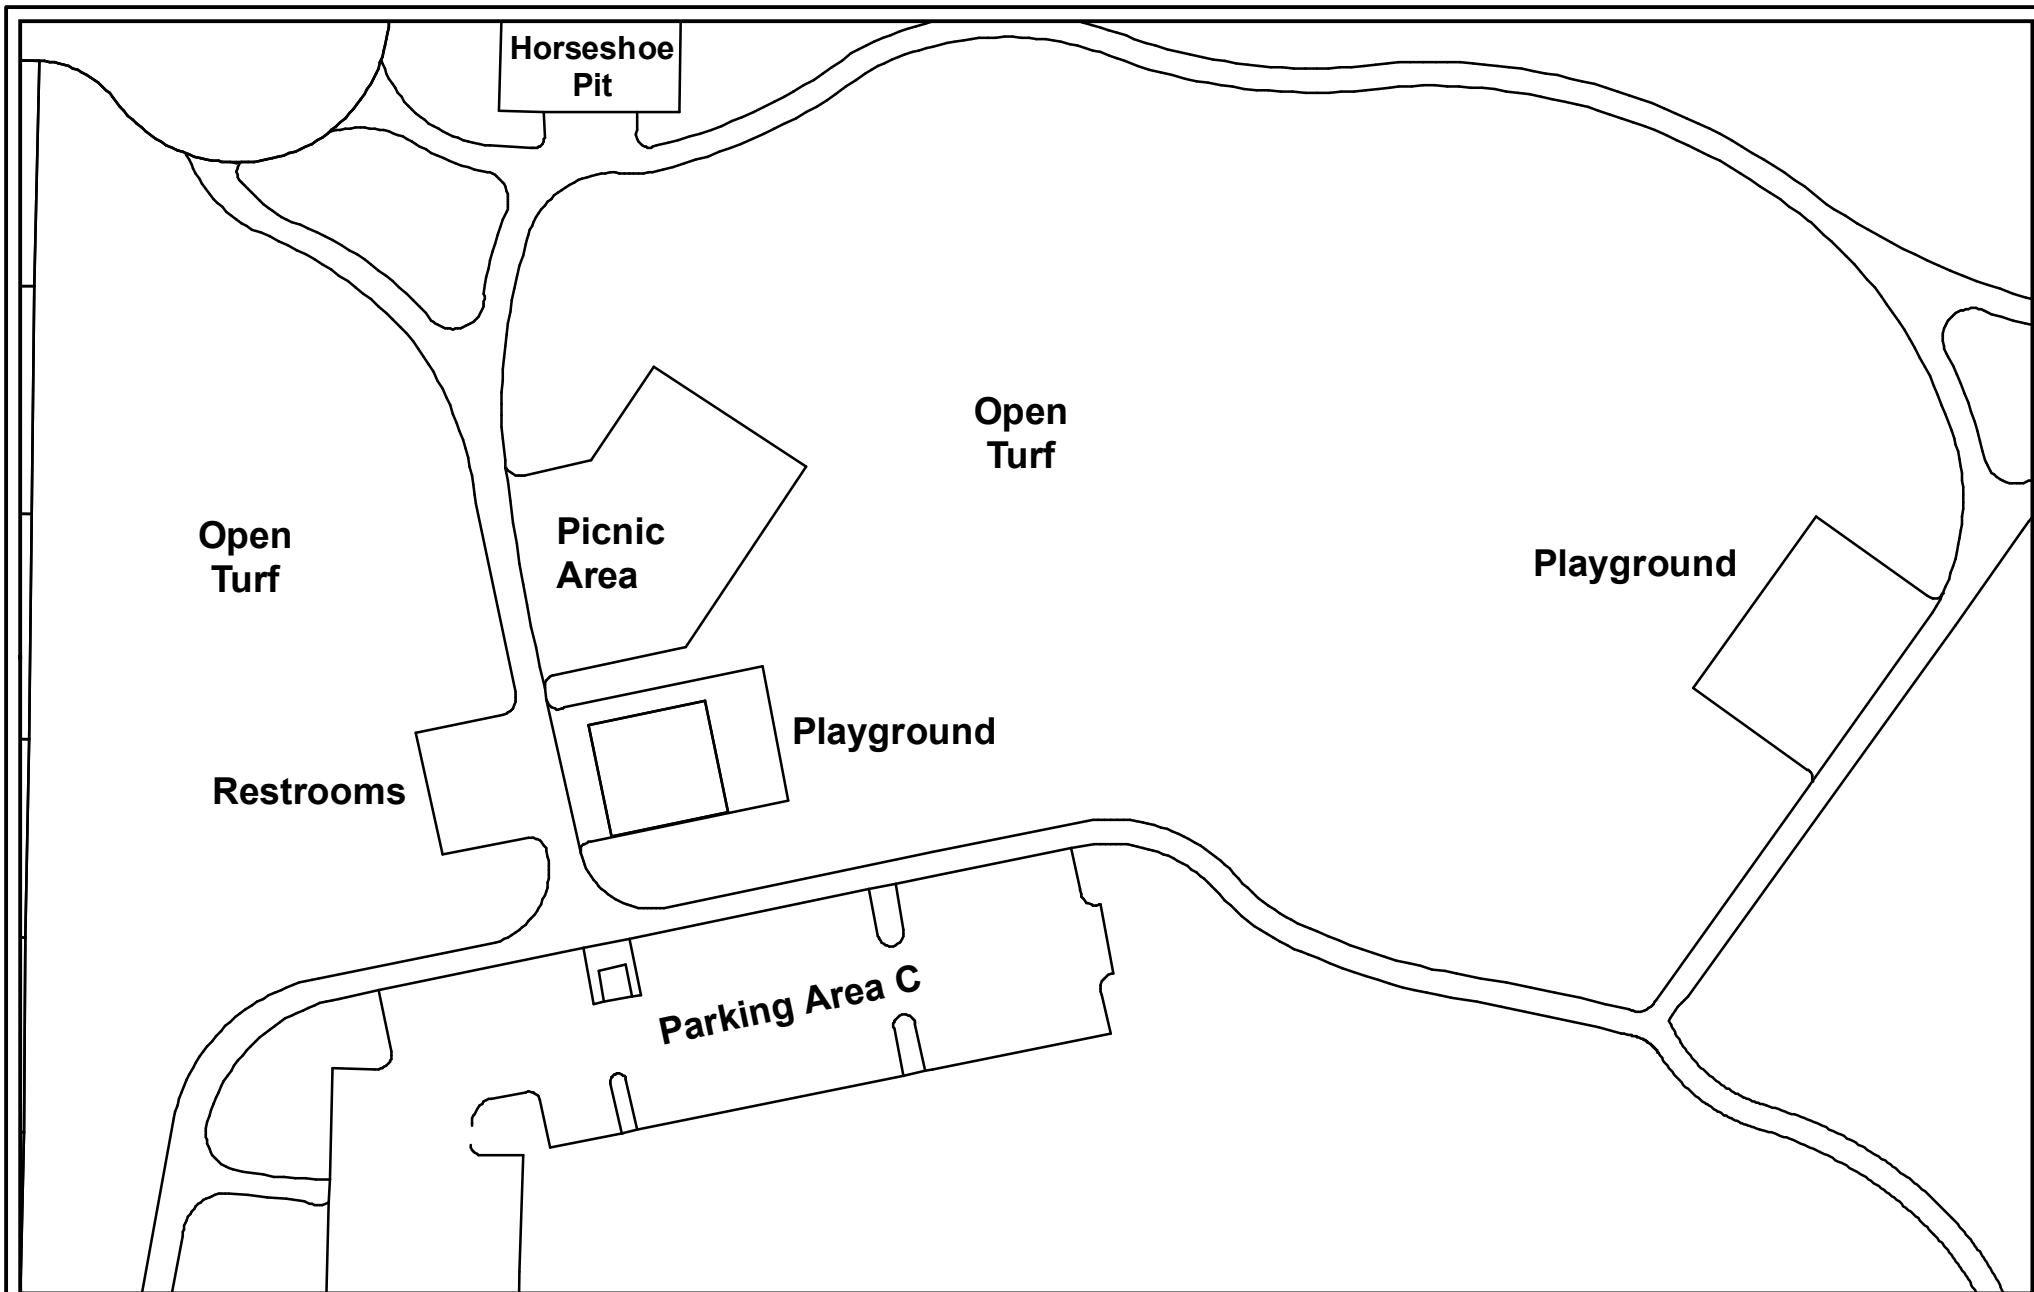 Horseshoe
Pit
Open
Turf
Open
Turf
Picnic
Area
Playground
Playground
Restrooms
Parking Area C